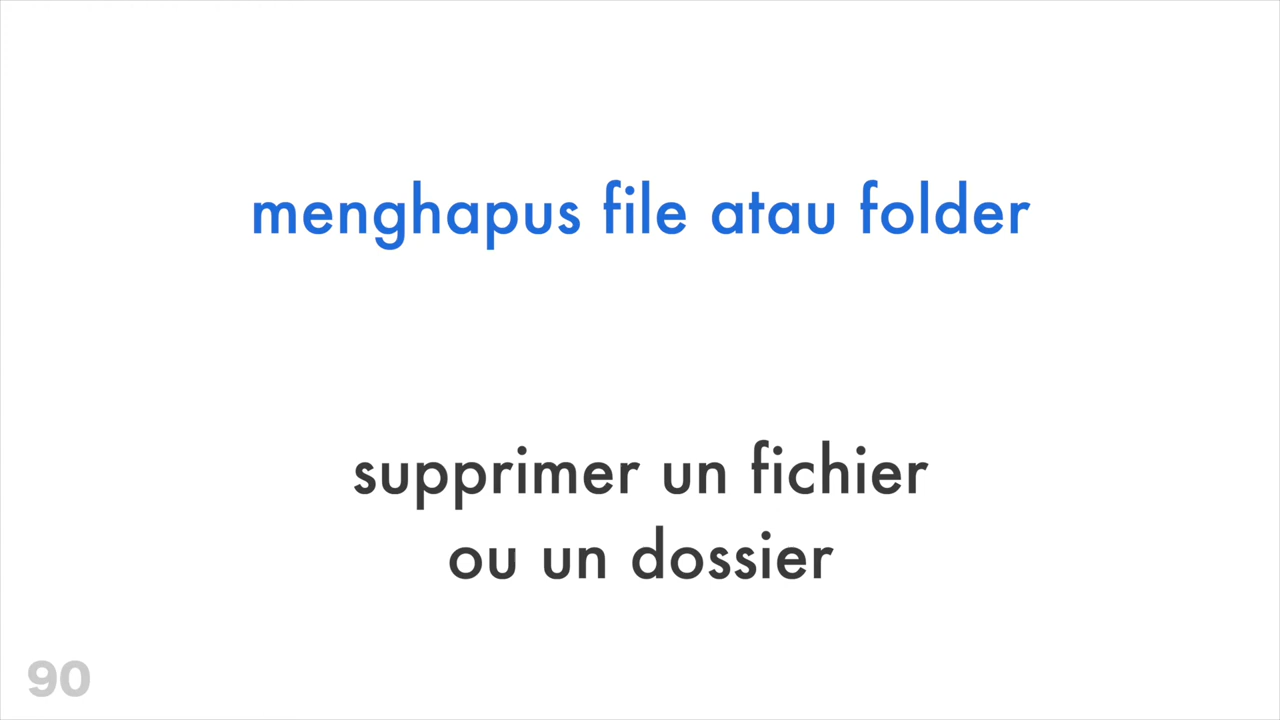 menghapus file atau folder
supprimer un fichier
ou un dossier
90